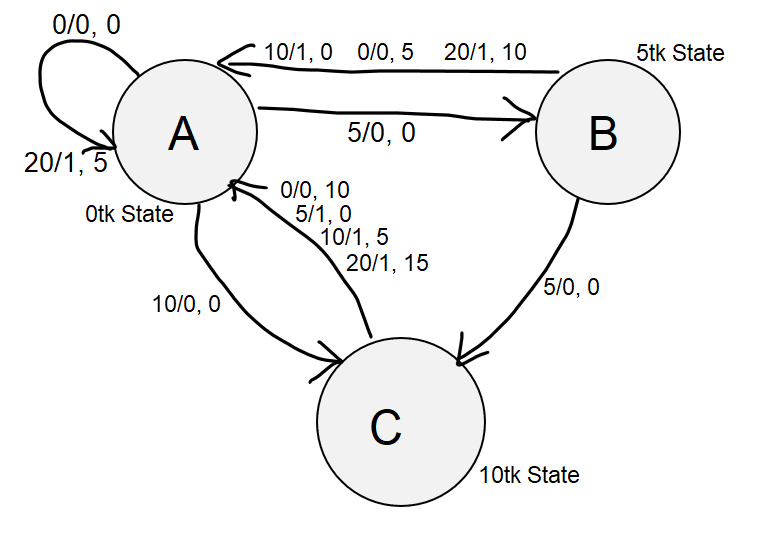 0/0, 0
10/1, 0 0/0, 5 20/1, 10
5tk State
A
B
5/0, 0
20/1, 5
0/0, 10
0tk State
5/1, 0
10/1, 5
20/1, 15
5/0, 0
10/0, 0
C
10tk State